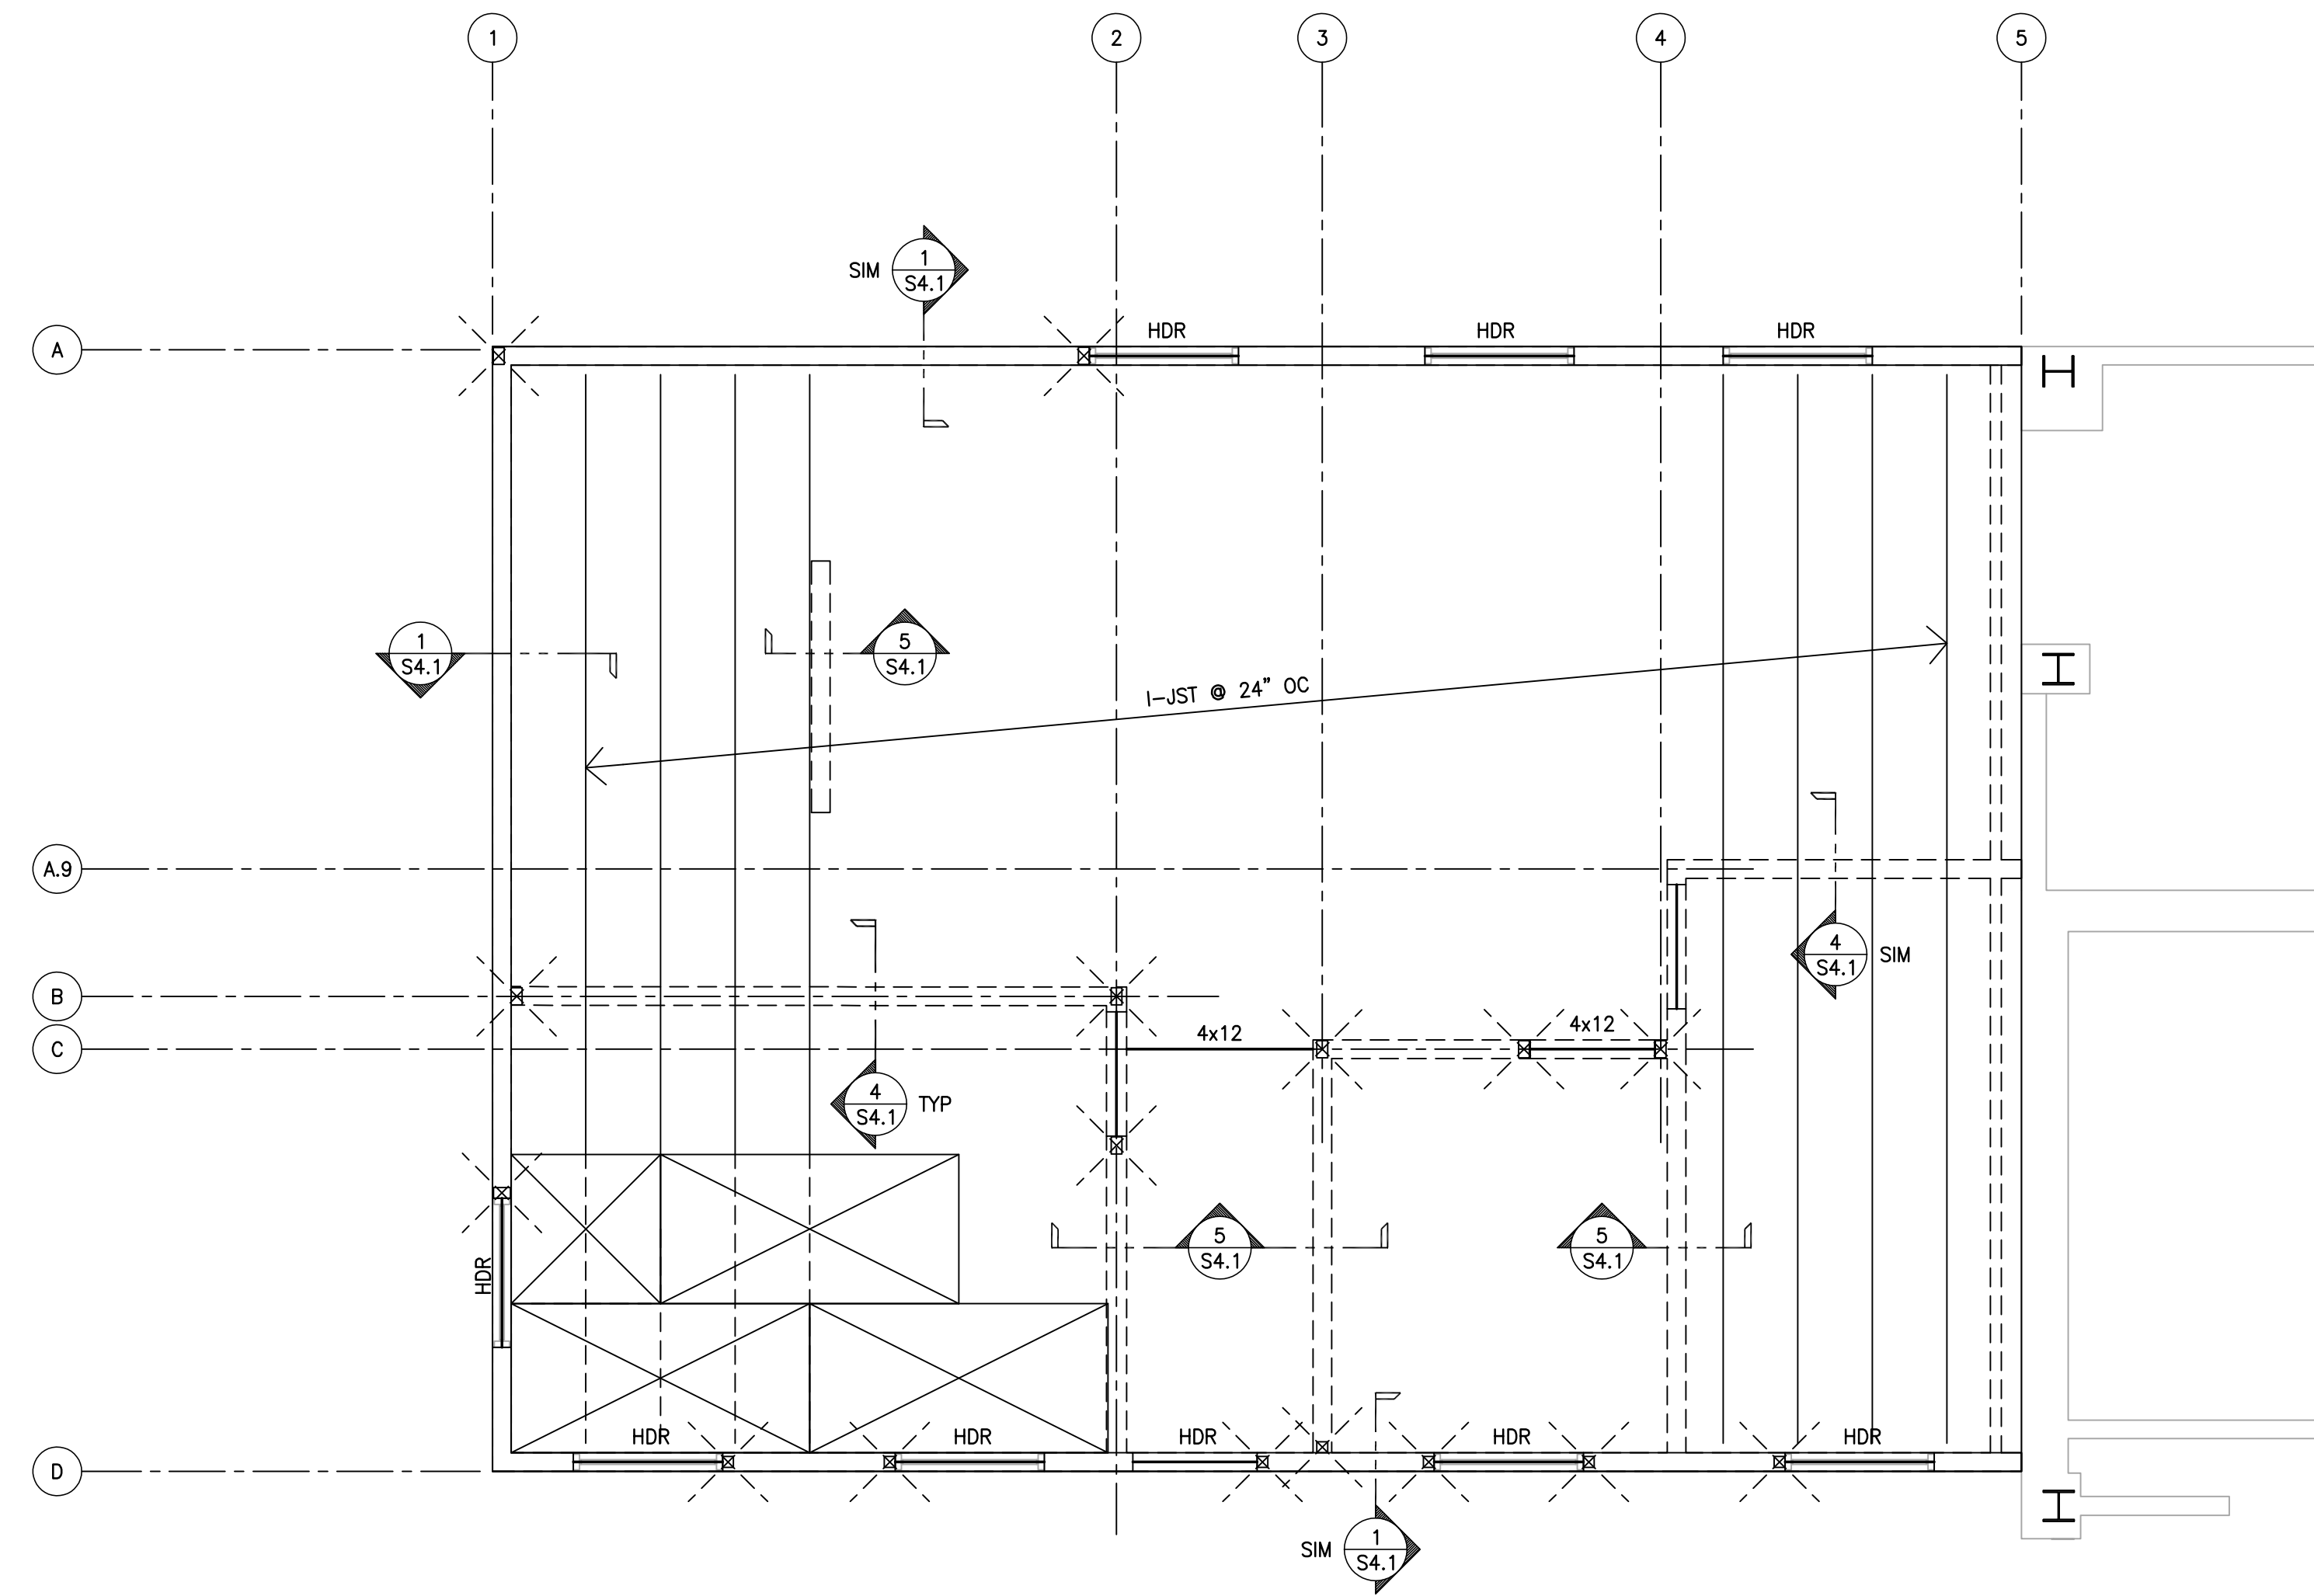 1 2 3 4 5
1
SIM S4.1
HDR HDR HDR
A
1
S4.1
5
S4.1
I-JST @ 24" OC
A.9
4
S4.1 SIM
B
4x12 4x12
C
4
S4.1 TYP
5
S4.1
5
S4.1
HDR
HDR HDR HDR HDR HDR
D
1
SIM S4.1